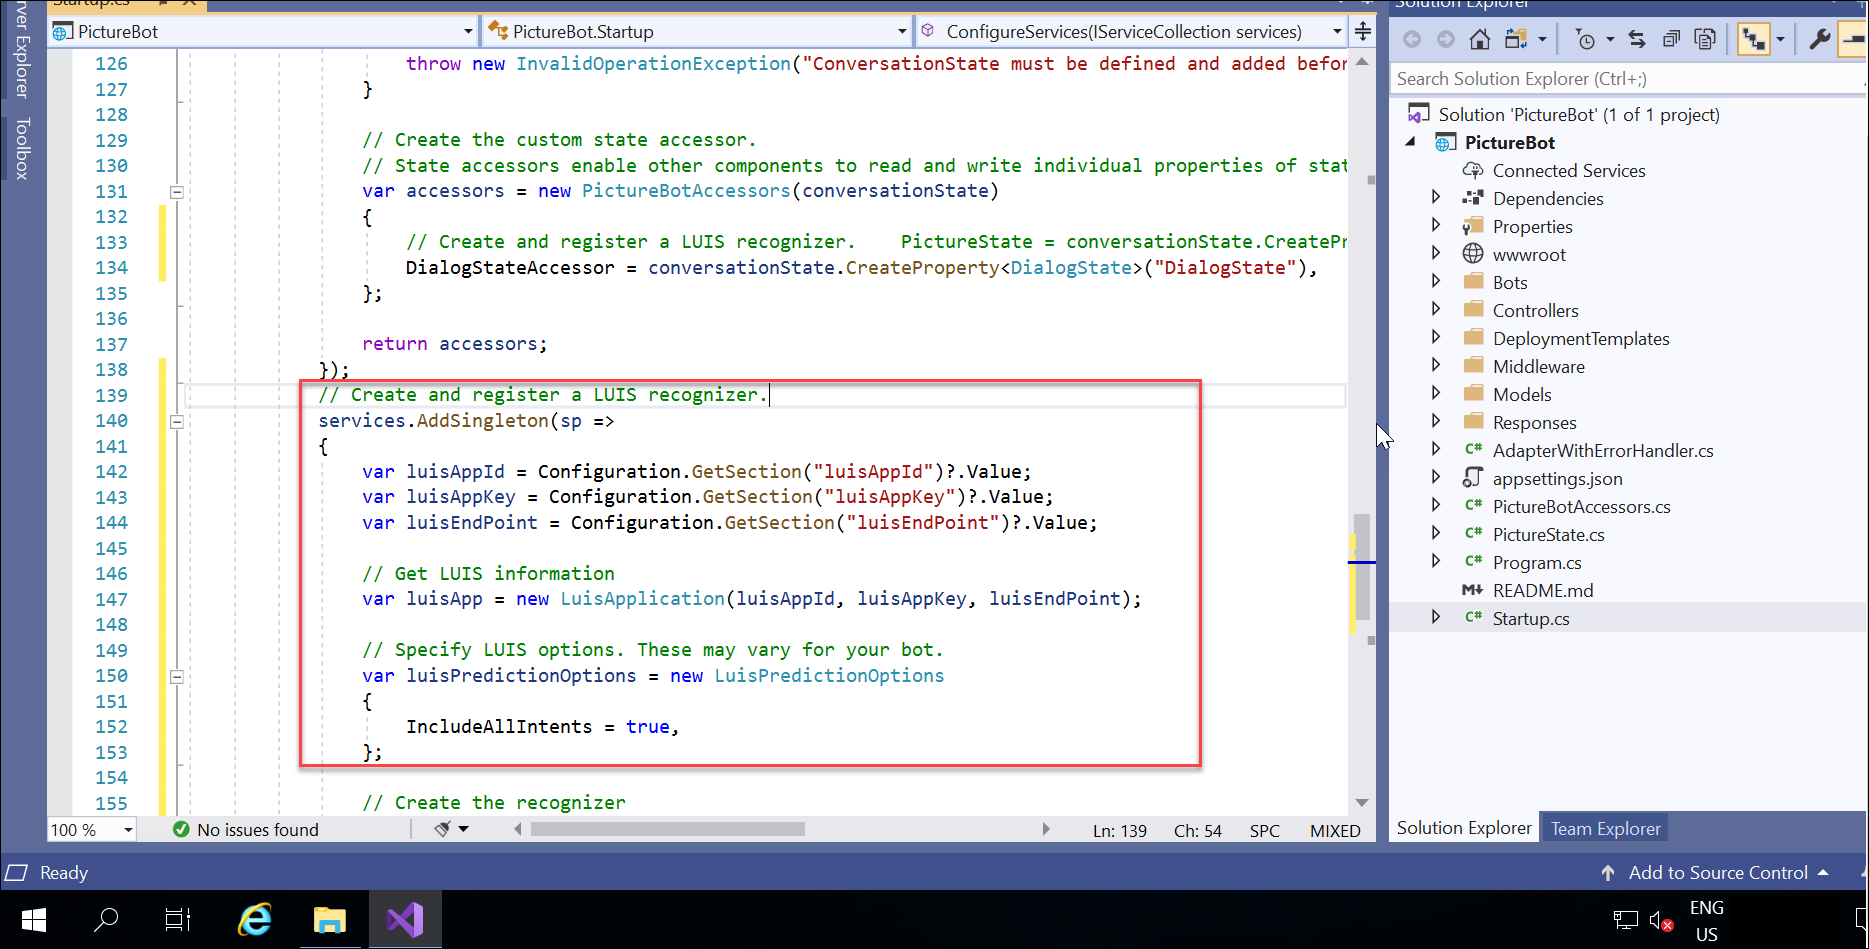 Startup.cs
Solution Explorer
PictureBot
PictureBot.Startup
ConfigureServices(IServiceCollection services)
Server Explorer
Toolbox
126 throw new InvalidOperationException("ConversationState must be defined and added befor
127 }
128
129 // Create the custom state accessor.
130 // State accessors enable other components to read and write individual properties of stat
131 var accessors = new PictureBotAccessors(conversationState)
132 {
133 // Create and register a LUIS recognizer.    PictureState = conversationState.CreatePr
134 DialogStateAccessor = conversationState.CreateProperty<DialogState>("DialogState"),
135 };
136
137 return accessors;
138 });
139 // Create and register a LUIS recognizer.
140 services.AddSingleton(sp =>
141 {
142 var luisAppId = Configuration.GetSection("luisAppId")?.Value;
143 var luisAppKey = Configuration.GetSection("luisAppKey")?.Value;
144 var luisEndPoint = Configuration.GetSection("luisEndPoint")?.Value;
145
146 // Get LUIS information
147 var luisApp = new LuisApplication(luisAppId, luisAppKey, luisEndPoint);
148
149 // Specify LUIS options. These may vary for your bot.
150 var luisPredictionOptions = new LuisPredictionOptions
151 {
152 IncludeAllIntents = true,
153 };
154
155 // Create the recognizer
100 %
No issues found
Ln: 139
Ch: 54
SPC
MIXED
Search Solution Explorer (Ctrl+;)
Solution 'PictureBot' (1 of 1 project)
PictureBot
Connected Services
Dependencies
Properties
wwwroot
Bots
Controllers
DeploymentTemplates
Middleware
Models
Responses
C# AdapterWithErrorHandler.cs
appsettings.json
C# PictureBotAccessors.cs
C# PictureState.cs
C# Program.cs
M README.md
C# Startup.cs
Solution Explorer
Team Explorer
Ready
Add to Source Control
ENG
US